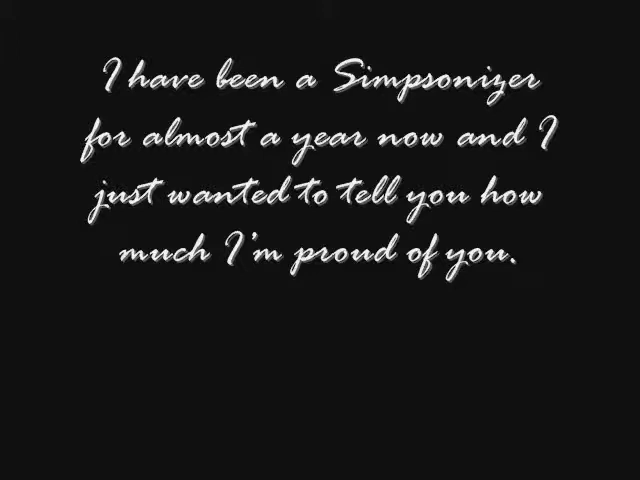 I have been a Simpsonizer
for almost a year now and I
just wanted to tell you how
much I'm proud of you.